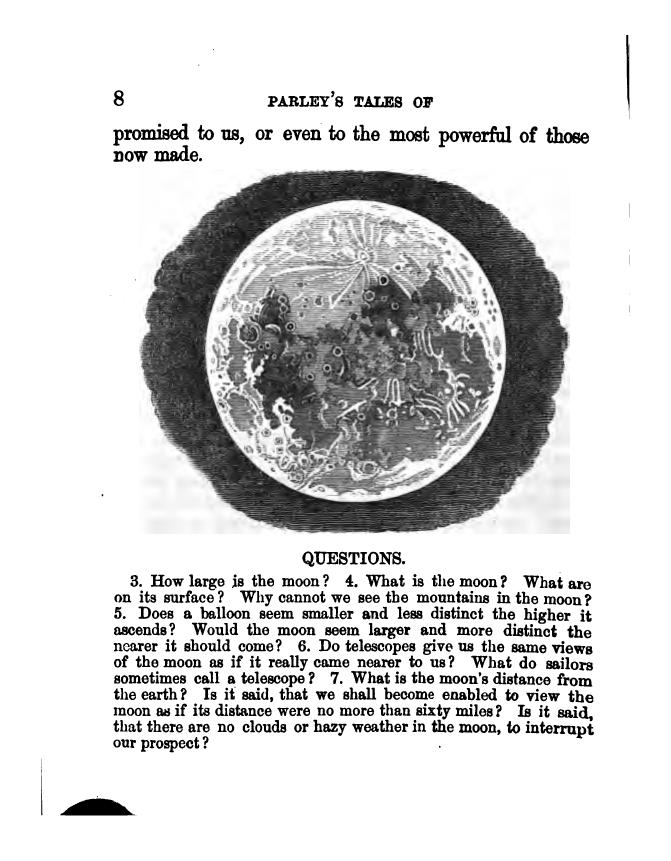 8 PARLEY'S TALES OF
promised to us, or even to the most powerful of those
now made.
QUESTIONS.
3. How large is the moon? 4. What is the moon? What are
on its surface? Why cannot we see the mountains in the moon?
5. Does a balloon seem smaller and less distinct the higher it
ascends? Would the moon seem larger and more distinct the
nearer it should come? 6. Do telescopes give us the same views
of the moon as if it really came nearer to us? What do sailors
sometimes call a telescope? 7. What is the moon's distance from
the earth? Is it said, that we shall become enabled to view the
moon as if its distance were no more than sixty miles? Is it said,
that there are no clouds or hazy weather in the moon, to interrupt
our prospect?